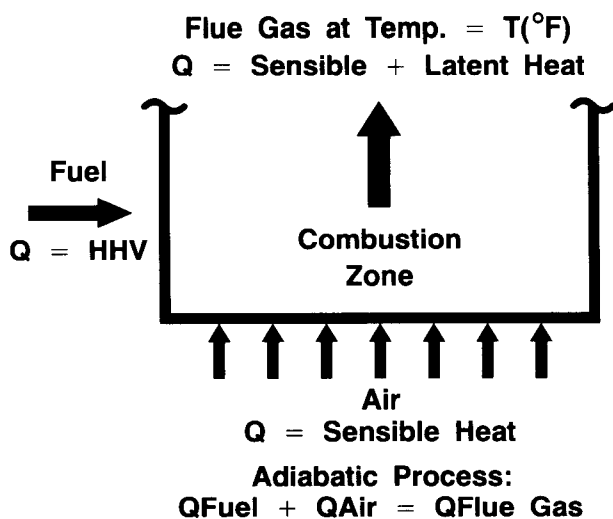 Flue Gas at Temp. = T(°F)
Q = Sensible + Latent Heat
Fuel
Q = HHV
Combustion
Zone
Air
Q = Sensible Heat
Adiabatic Process:
QFuel + QAir = QFlue Gas